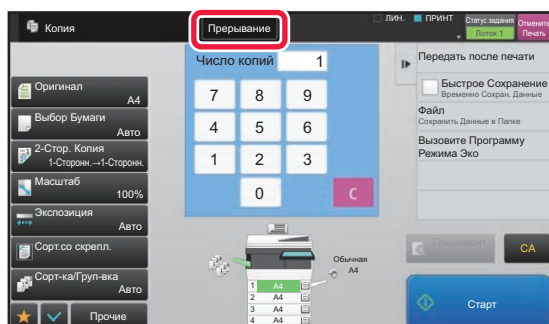 Копия
Прерывание
ЛИН.
ПРИНТ
Статус задания
Лоток 1
Отменить
Печать
Оригинал
A4
Выбор Бумаги
Авто
2-Стор. Копия
1-Сторонн.→1-Сторонн.
Масштаб
100%
Экспозиция
Авто
Сорт.со скрепл.
Сорт-ка/Груп-вка
Авто
Прочие
Число копий 1
7 8 9
4 5 6
1 2 3
0 C
Обычная
A4
1 A4
2 A4
3 A4
4 A4
Передать после печати
Быстрое Сохранение
Временно Сохран. Данные
Файл
Сохранить Данные в Папке
Вызовите Программу
Режима Эко
Предварит.
CA
Старт